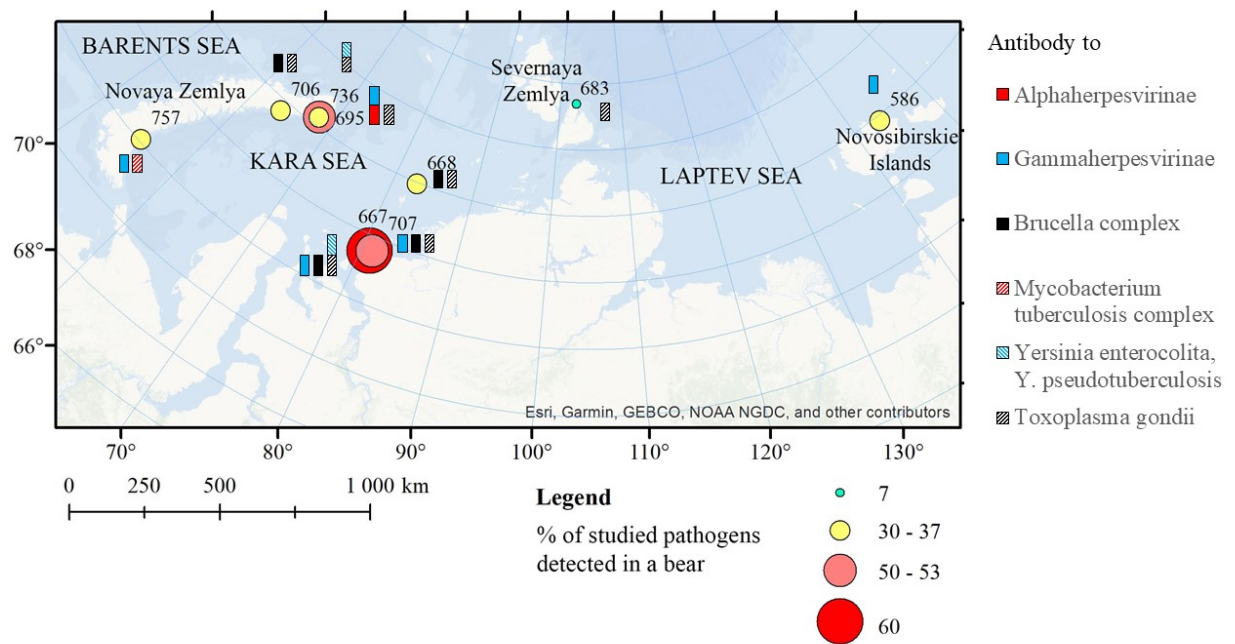 BARENTS SEA
Novaya Zemlya
757
706
736
695
KARA SEA
668
667
707
Severnaya
Zemlya
683
LAPTEV SEA
586
Novosibirskie
Islands
70°
68°
66°
Esri, Garmin, GEBCO, NOAA NGDC, and other contributors
70°
80°
90°
100°
110°
120°
130°
0
250
500
1 000 km
Antibody to
Alphaherpesvirinae
Gammaherpesvirinae
Brucella complex
Mycobacterium
tuberculosis complex
Yersinia enterocolita,
Y. pseudotuberculosis
Toxoplasma gondii
Legend
% of studied pathogens
detected in a bear
7
30 - 37
50 - 53
60